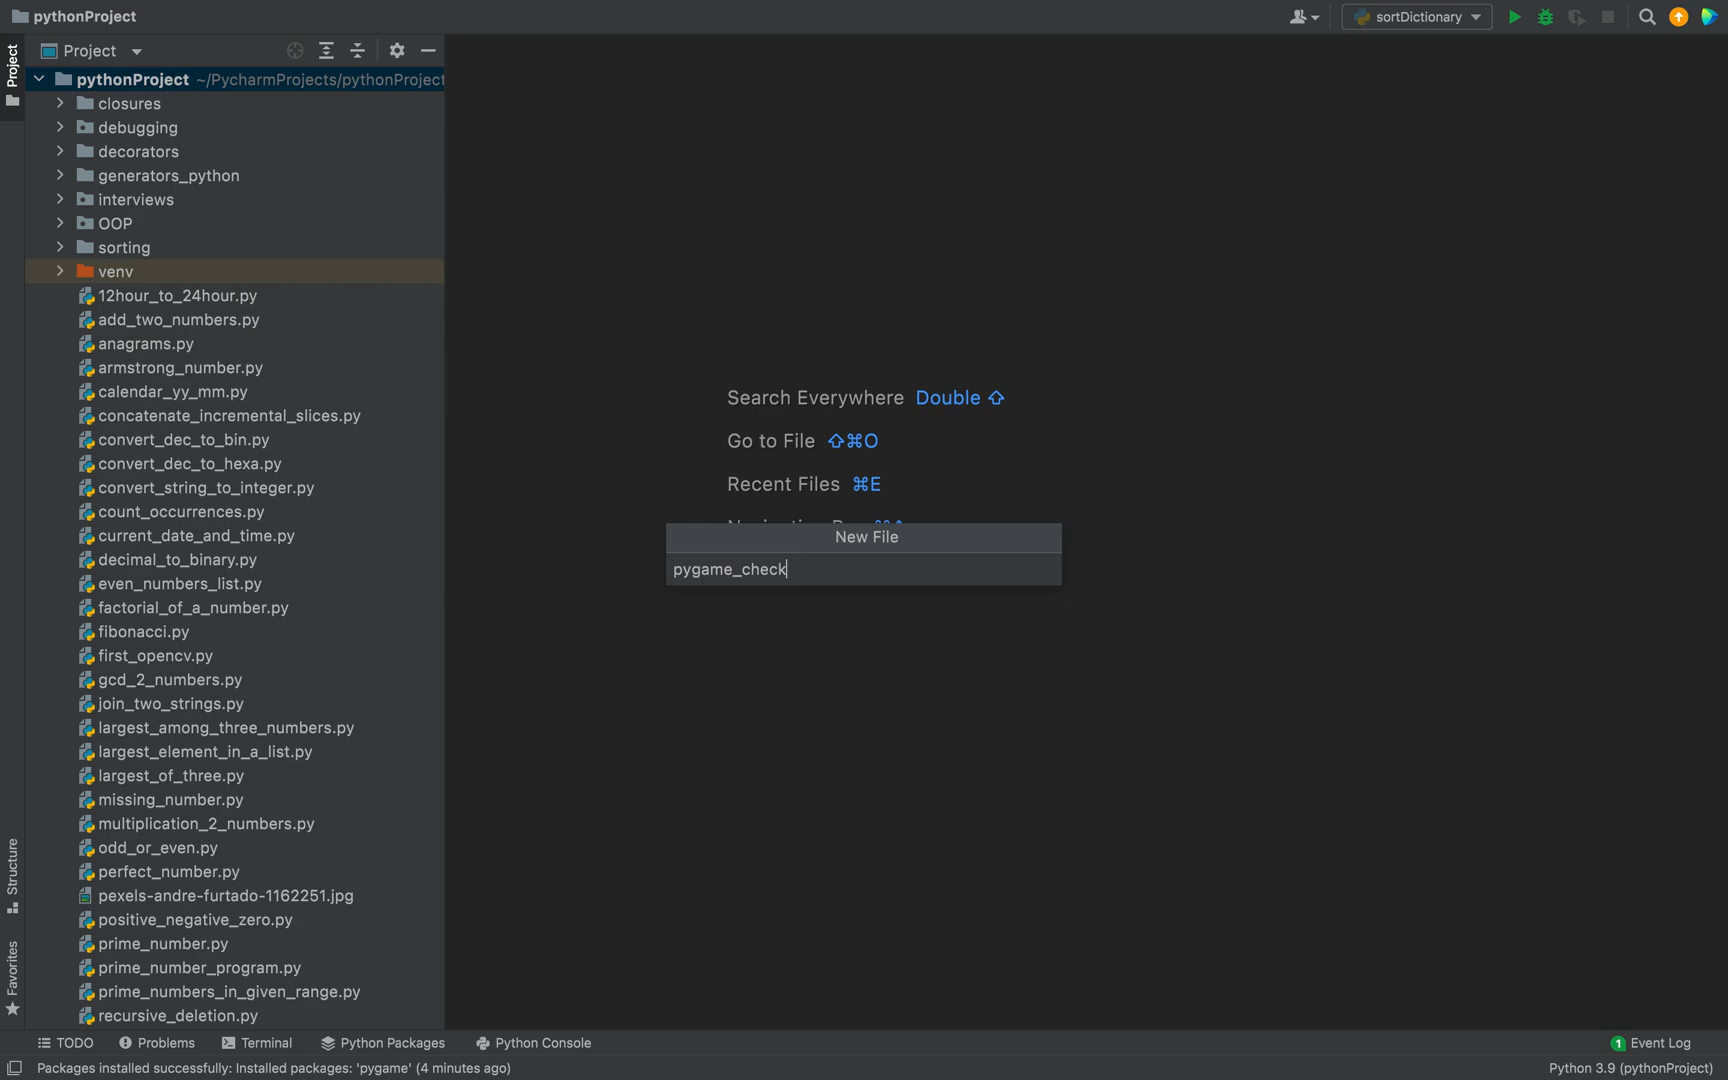 pythonProject
sortDictionary
Project
Project
pythonProject ~/PycharmProjects/pythonProject
closures
debugging
decorators
generators_python
interviews
OOP
sorting
venv
12hour_to_24hour.py
add_two_numbers.py
anagrams.py
armstrong_number.py
calendar_yy_mm.py
concatenate_incremental_slices.py
convert_dec_to_bin.py
convert_dec_to_hexa.py
convert_string_to_integer.py
count_occurrences.py
current_date_and_time.py
decimal_to_binary.py
even_numbers_list.py
factorial_of_a_number.py
fibonacci.py
first_opencv.py
gcd_2_numbers.py
join_two_strings.py
largest_among_three_numbers.py
largest_element_in_a_list.py
largest_of_three.py
missing_number.py
multiplication_2_numbers.py
odd_or_even.py
perfect_number.py
pexels-andre-furtado-1162251.jpg
positive_negative_zero.py
prime_number.py
prime_number_program.py
prime_numbers_in_given_range.py
recursive_deletion.py
Search Everywhere Double ⇧
Go to File ⇧⌘O
Recent Files ⌘E
New File
pygame_check
Structure
Favorites
TODO
Problems
Terminal
Python Packages
Python Console
1 Event Log
Packages installed successfully: Installed packages: 'pygame' (4 minutes ago)
Python 3.9 (pythonProject)